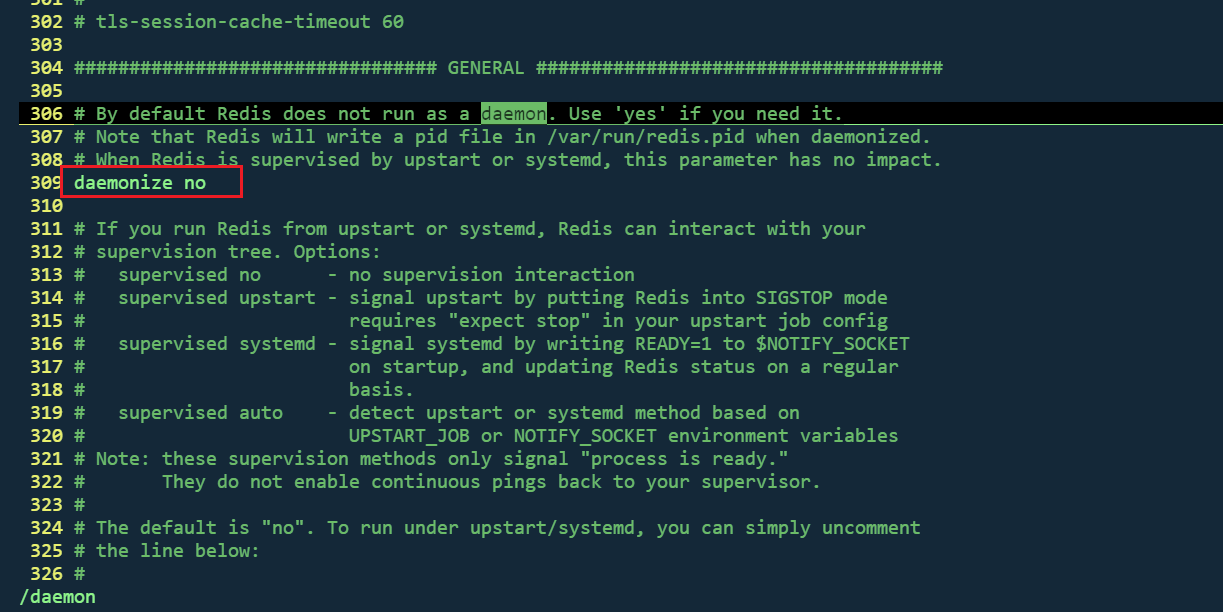 301 #
302 # tls-session-cache-timeout 60
303
304 ################################# GENERAL #####################################
305
306 # By default Redis does not run as a daemon. Use 'yes' if you need it.
307 # Note that Redis will write a pid file in /var/run/redis.pid when daemonized.
308 # When Redis is supervised by upstart or systemd, this parameter has no impact.
309 daemonize no
310
311 # If you run Redis from upstart or systemd, Redis can interact with your
312 # supervision tree. Options:
313 #   supervised no      - no supervision interaction
314 #   supervised upstart - signal upstart by putting Redis into SIGSTOP mode
315 #                        requires "expect stop" in your upstart job config
316 #   supervised systemd - signal systemd by writing READY=1 to $NOTIFY_SOCKET
317 #                        on startup, and updating Redis status on a regular
318 #                        basis.
319 #   supervised auto    - detect upstart or systemd method based on
320 #                        UPSTART_JOB or NOTIFY_SOCKET environment variables
321 # Note: these supervision methods only signal "process is ready."
322 #       They do not enable continuous pings back to your supervisor.
323 #
324 # The default is "no". To run under upstart/systemd, you can simply uncomment
325 # the line below:
326 #
/daemon